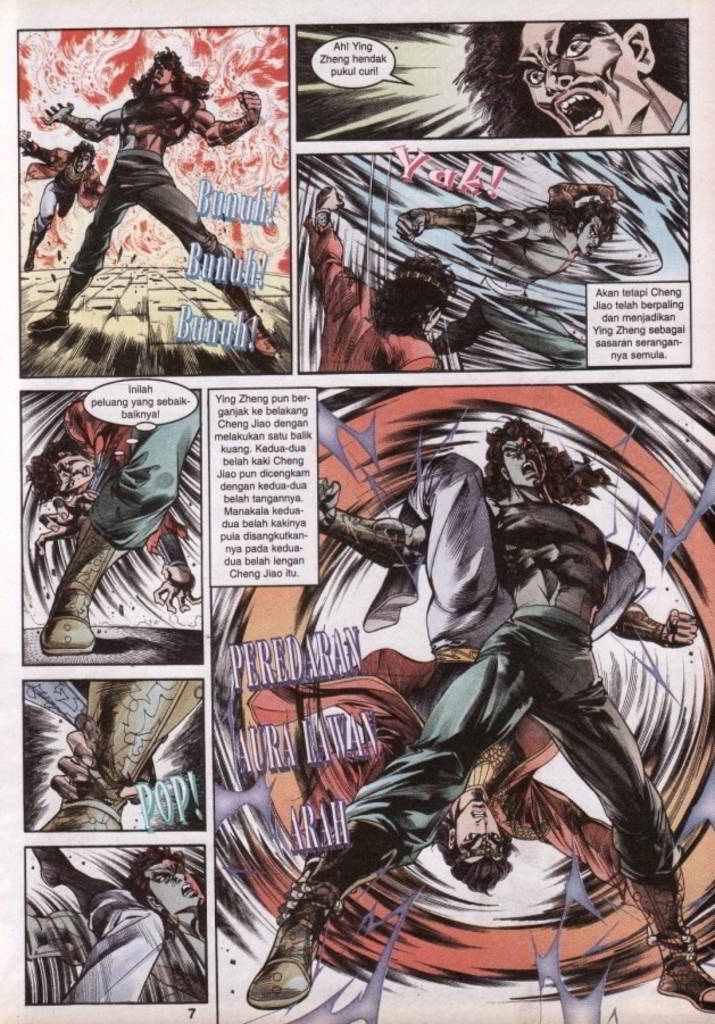 Bunuh!
Bunuh!
Bunuh!
Ah! Ying
Zheng hendak
pukul curi!
Yak!
Akan tetapi Cheng
Jiao telah berpaling
dan menjadikan
Ying Zheng sebagai
sasaran serangan-
nya semula.
Inilah
peluang yang sebaik-
baiknya!
Ying Zheng pun ber-
ganjak ke belakang
Cheng Jiao dengan
melakukan satu balik
kuang. Kedua-dua
belah kaki Cheng
Jiao pun dicengkam
dengan kedua-dua
belah tangannya.
Manakala kedua-
dua belah kakinya
pula disangkutkan-
nya pada kedua-
dua belah lengan
Cheng Jiao itu.
PEREDARAN
AURA LAWAN
ARAH
POP!
7